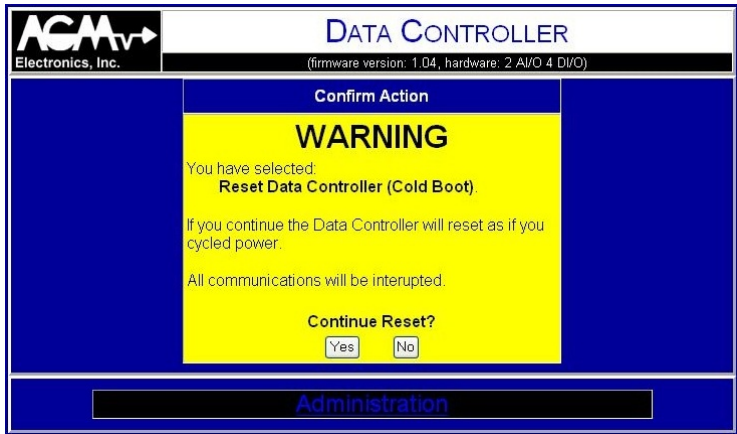 AGM
Electronics, Inc.
DATA CONTROLLER
(firmware version: 1.04, hardware: 2 AI/O 4 DI/O)
Confirm Action
WARNING
You have selected:
Reset Data Controller (Cold Boot).
If you continue the Data Controller will reset as if you
cycled power.
All communications will be interupted.
Continue Reset?
Yes No
Administration